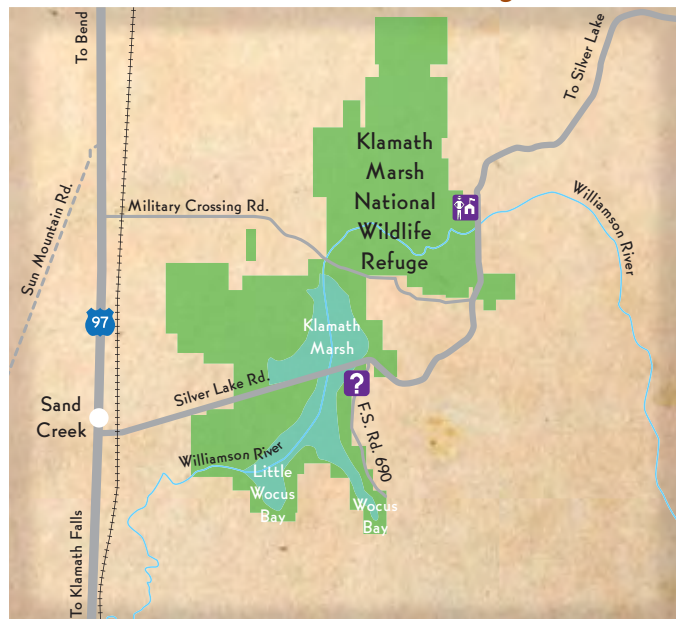 To Bend
To Silver Lake
Klamath
Marsh
National
Wildlife
Refuge
Military Crossing Rd.
Williamson River
Sun Mountain Rd.
97
Klamath
Marsh
Silver Lake Rd.
?
Sand
Creek
F.S. Rd. 690
Williamson River
Little
Wocus
Bay
Wocus
Bay
To Klamath Falls